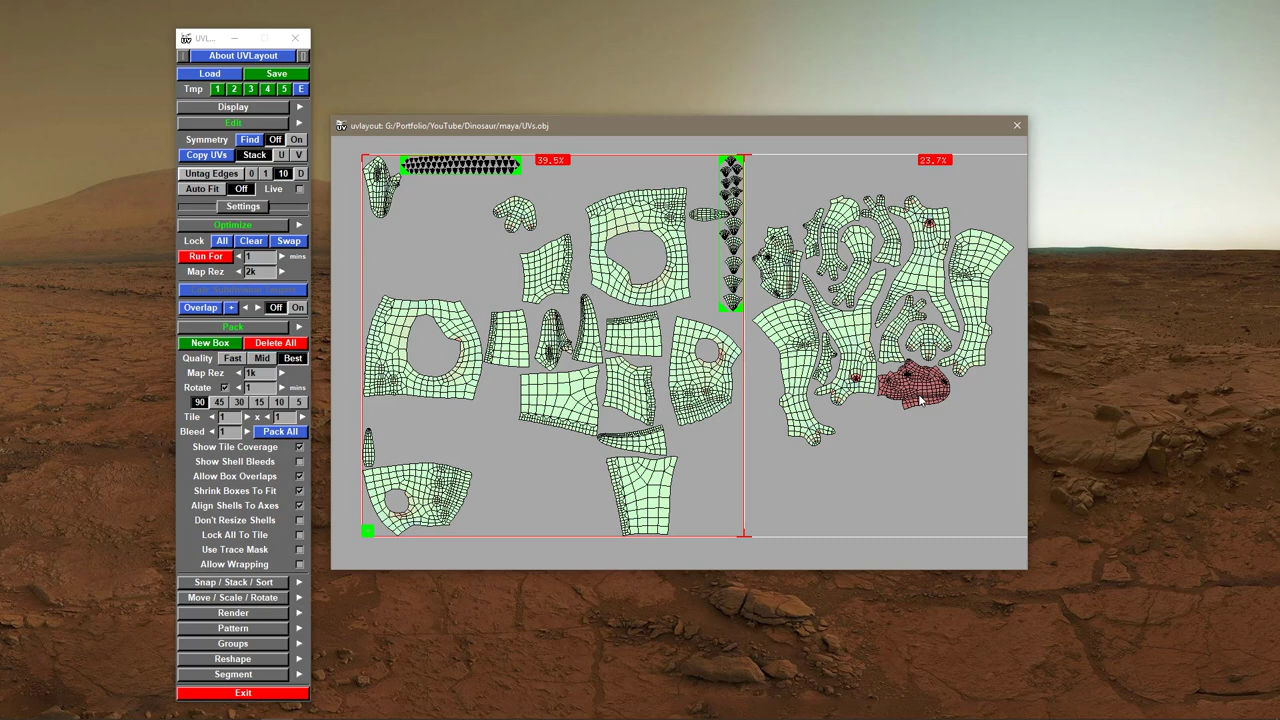 UVL...
About UVLayout
Load Save
Tmp 1 2 3 4 5 E
Display
Edit
Symmetry Find Off On
Copy UVs Stack U V
Untag Edges 0 1 10 D
Auto Fit Off Live
Settings
Optimize
Lock All Clear Swap
Run For 1 mins
Map Rez 2k
Overlap + Off On
Pack
New Box Delete All
Quality Fast Mid Best
Map Rez 1k
Rotate 1 mins
90 45 30 15 10 5
Tile 1 x 1
Bleed 1 Pack All
Show Tile Coverage
Show Shell Bleeds
Allow Box Overlaps
Shrink Boxes To Fit
Align Shells To Axes
Don't Resize Shells
Lock All To Tile
Use Trace Mask
Allow Wrapping
Snap / Stack / Sort
Move / Scale / Rotate
Render
Pattern
Groups
Reshape
Segment
Exit
uvlayout: G:/Portfolio/YouTube/Dinosaur/maya/UVs.obj
39.5% 23.7%